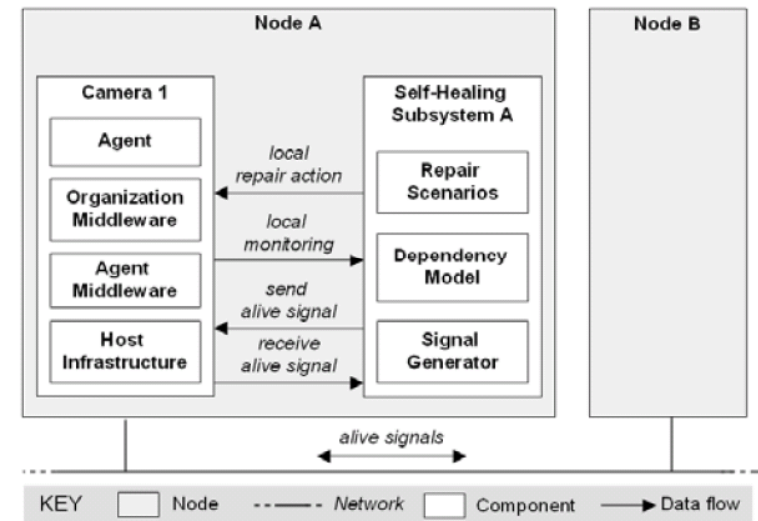 Node A
Node B
Camera 1
Agent
Organization
Middleware
Agent
Middleware
Host
Infrastructure
local
repair action
local
monitoring
send
alive signal
receive
alive signal
Self-Healing
Subsystem A
Repair
Scenarios
Dependency
Model
Signal
Generator
alive signals
KEY
Node
Network
Component
Data flow